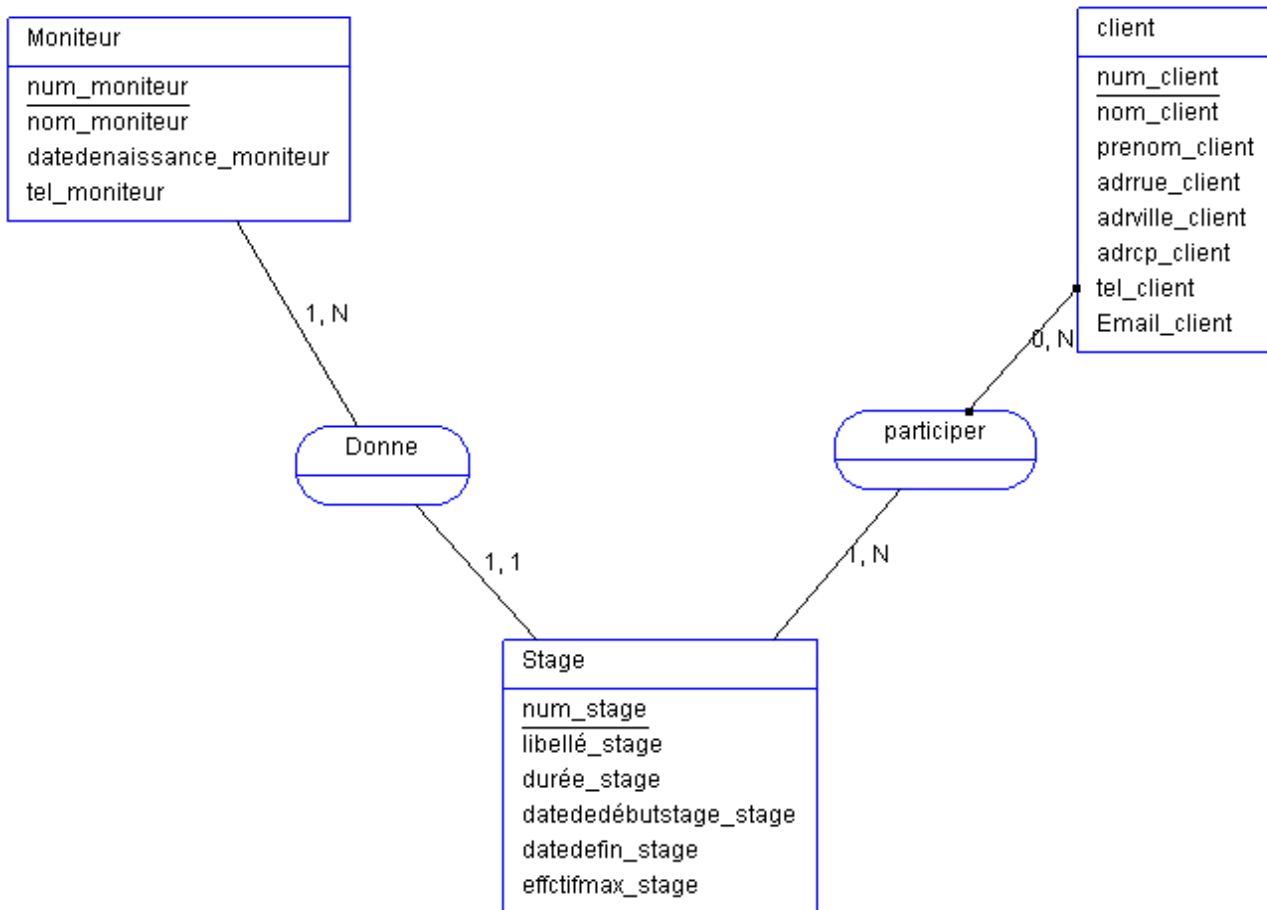 Moniteur
num_moniteur
nom_moniteur
datedenaissance_moniteur
tel_moniteur
client
num_client
nom_client
prenom_client
adrrue_client
adrville_client
adrcp_client
tel_client
Email_client
1, N
0, N
Donne
participer
1, 1
1, N
Stage
num_stage
libellé_stage
durée_stage
datededébutstage_stage
datedefin_stage
effctifmax_stage